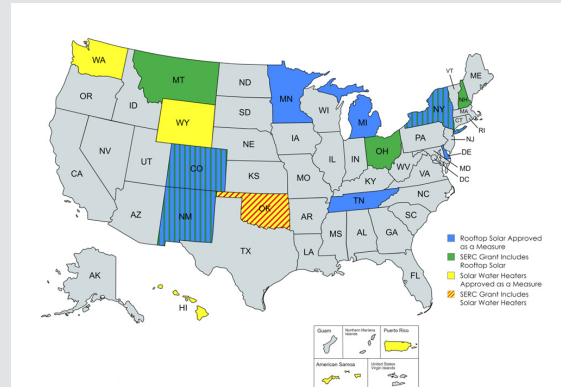 WA
MT
ND
MN
VT
ME
OR
ID
SD
WI
MI
NY
NH
MA
CT
RI
WY
NE
IA
PA
NJ
NV
UT
CO
IL
IN
OH
DE
MD
DC
WV
VA
CA
KS
MO
KY
NC
AZ
NM
OK
AR
TN
SC
MS
AL
GA
TX
LA
FL
AK
HI
Rooftop Solar Approved
as a Measure
SERC Grant Includes
Rooftop Solar
Solar Water Heaters
Approved as a Measure
SERC Grant Includes
Solar Water Heaters
Guam
Northern Mariana
Islands
Puerto Rico
American Samoa
United States
Virgin Islands